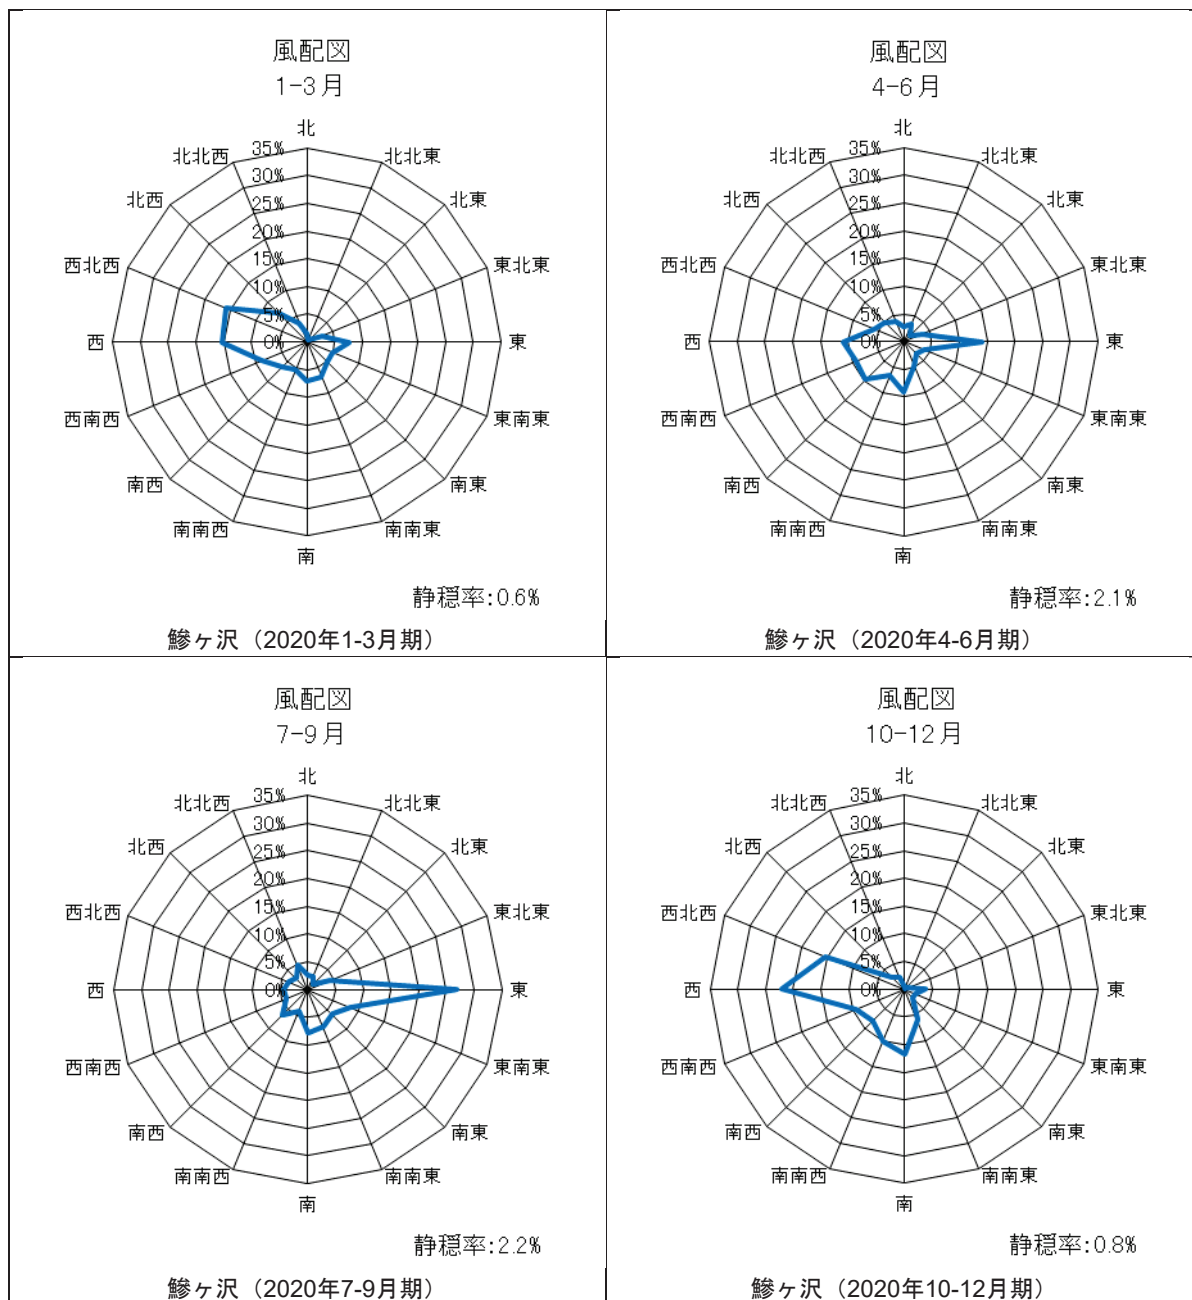 風配図
1-3月
北
北北東
北東
東北東
東
東南東
南東
南南東
南
南南西
南西
西南西
西
西北西
北西
北北西
35%
30%
25%
20%
15%
10%
5%
0%
静穏率:0.6%
鰺ヶ沢（2020年1-3月期）
風配図
4-6月
北
北北東
北東
東北東
東
東南東
南東
南南東
南
南南西
南西
西南西
西
西北西
北西
北北西
35%
30%
25%
20%
15%
10%
5%
0%
静穏率:2.1%
鰺ヶ沢（2020年4-6月期）
風配図
7-9月
北
北北東
北東
東北東
東
東南東
南東
南南東
南
南南西
南西
西南西
西
西北西
北西
北北西
35%
30%
25%
20%
15%
10%
5%
0%
静穏率:2.2%
鰺ヶ沢（2020年7-9月期）
風配図
10-12月
北
北北東
北東
東北東
東
東南東
南東
南南東
南
南南西
南西
西南西
西
西北西
北西
北北西
35%
30%
25%
20%
15%
10%
5%
0%
静穏率:0.8%
鰺ヶ沢（2020年10-12月期）